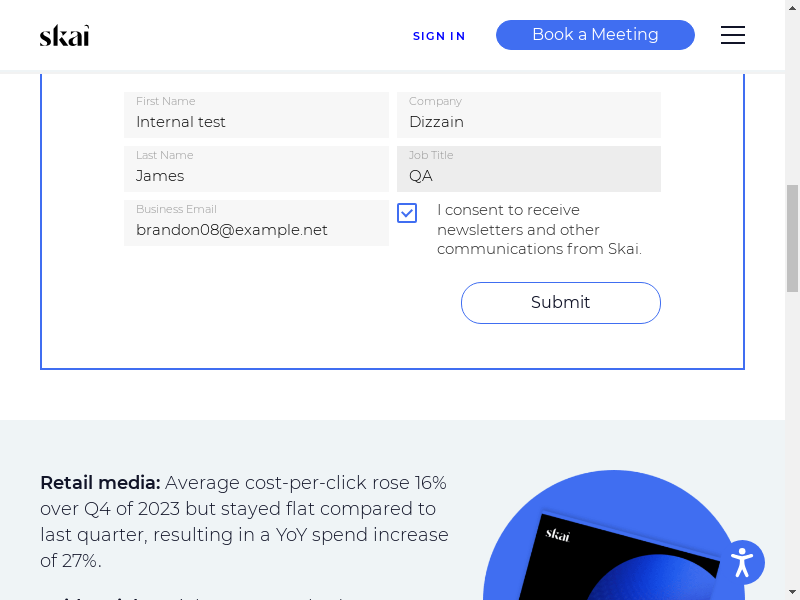 skai
SIGN IN
Book a Meeting
First Name
Internal test
Company
Dizzain
Last Name
James
Job Title
QA
Business Email
brandon08@example.net
I consent to receive
newsletters and other
communications from Skai.
Submit
Retail media: Average cost-per-click rose 16%
over Q4 of 2023 but stayed flat compared to
last quarter, resulting in a YoY spend increase
of 27%.
skai